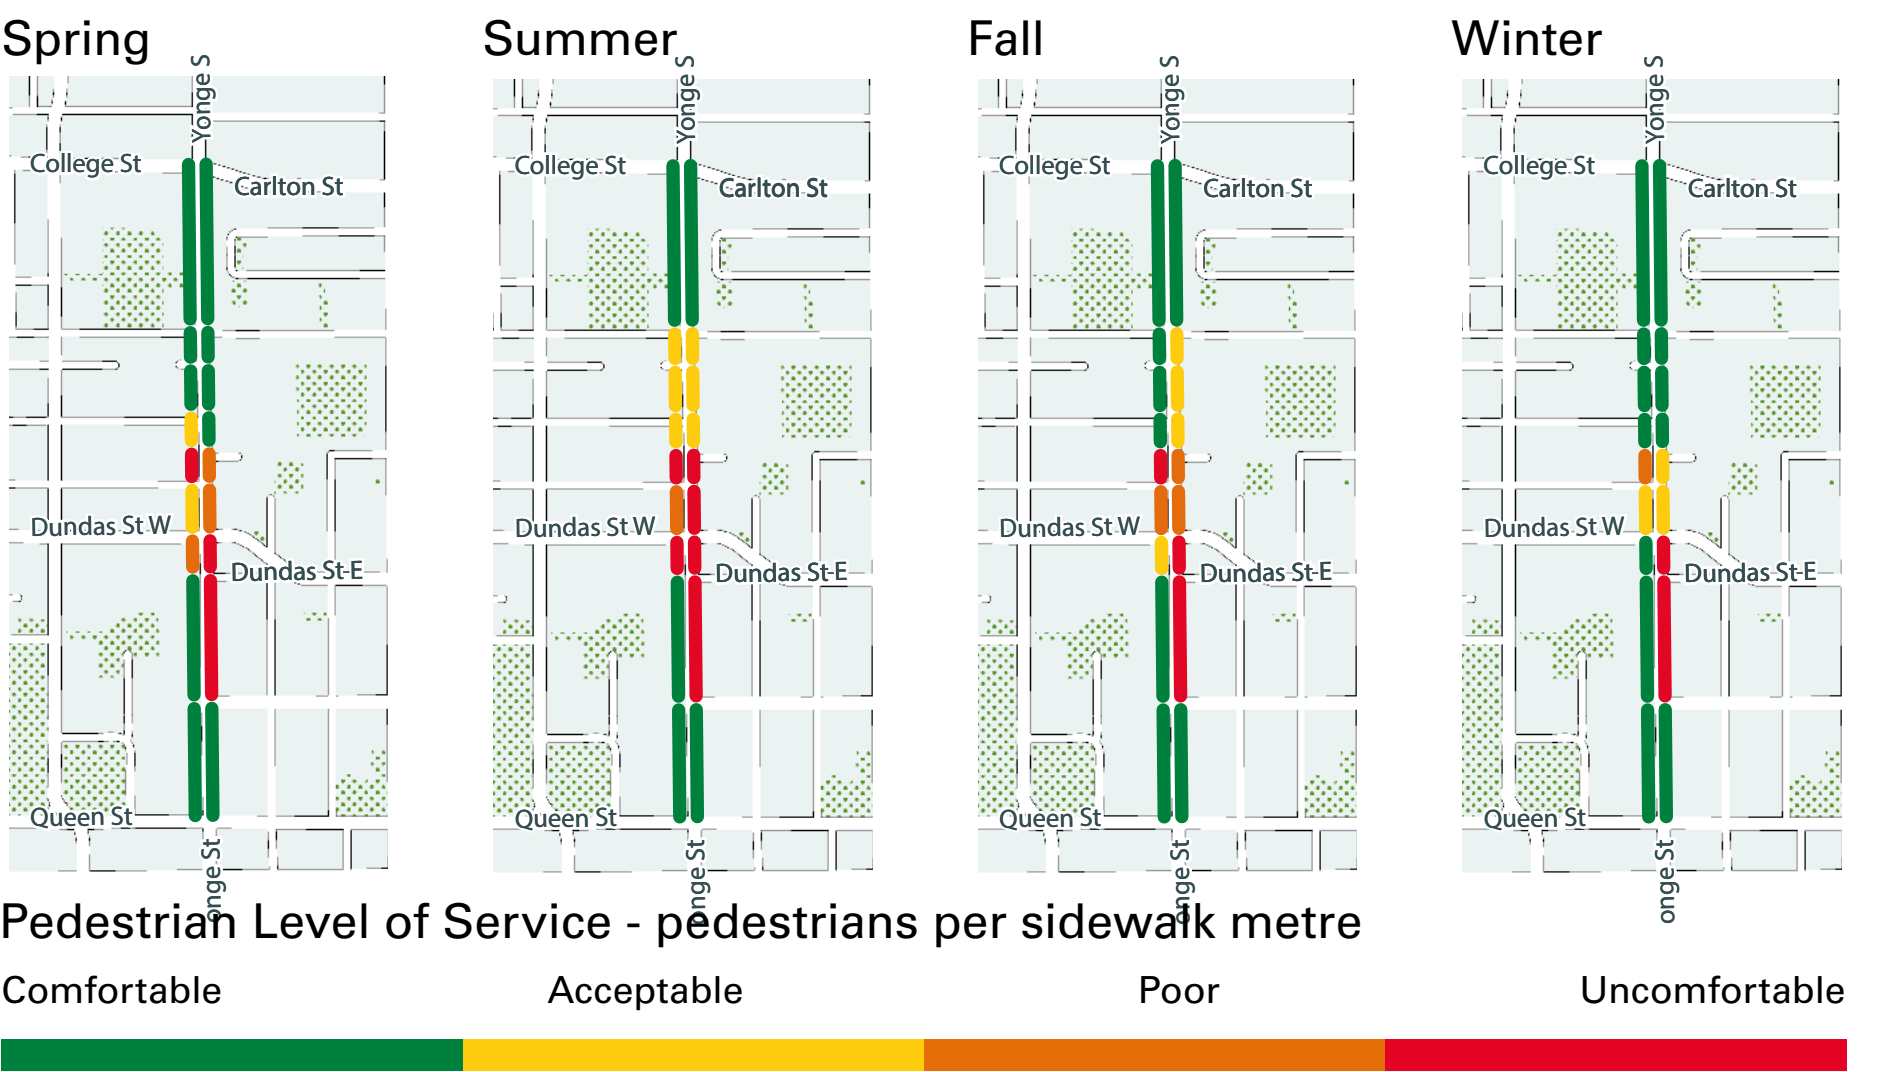 Spring
Summer
Fall
Winter
Yonge S
College St
Carlton St
Dundas St W
Dundas St E
Queen St
onge St
Yonge S
College St
Carlton St
Dundas St W
Dundas St E
Queen St
onge St
Yonge S
College St
Carlton St
Dundas St W
Dundas St E
Queen St
onge St
Yonge S
College St
Carlton St
Dundas St W
Dundas St E
Queen St
onge St
Pedestrian Level of Service - pedestrians per sidewalk metre
Comfortable
Acceptable
Poor
Uncomfortable